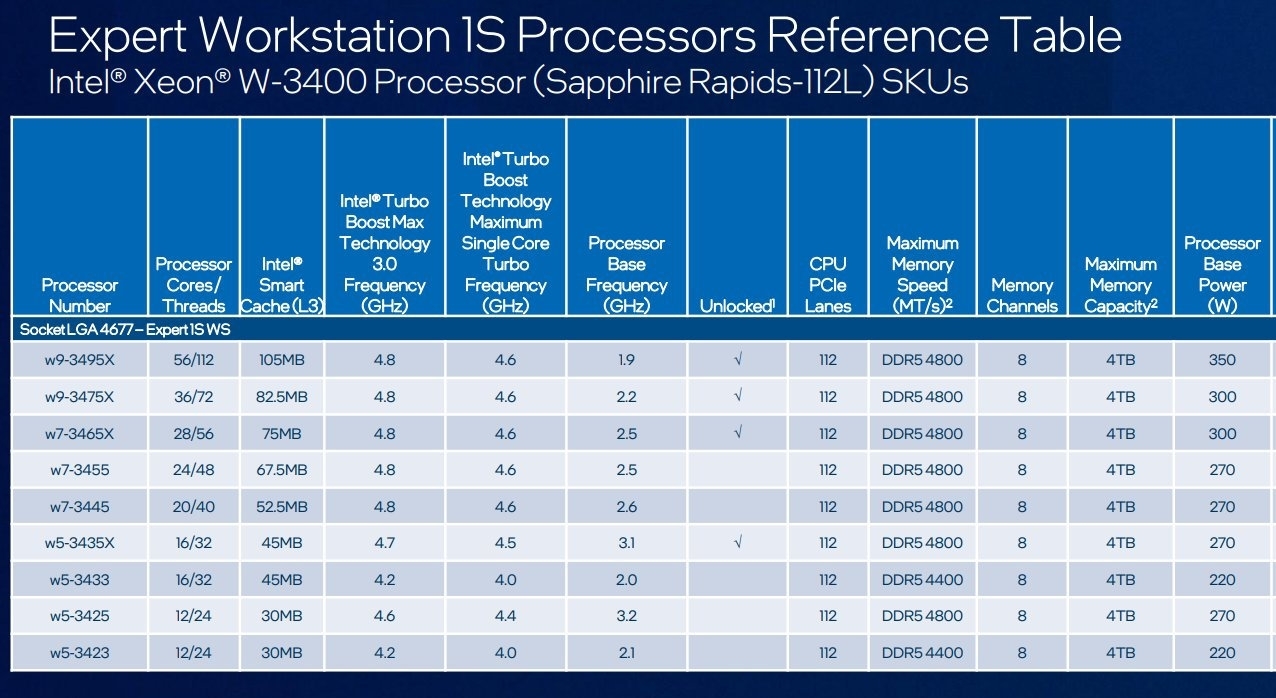 Expert Workstation 1S Processors Reference Table
Intel® Xeon® W-3400 Processor (Sapphire Rapids-112L) SKUs
Processor Number | Processor Cores / Threads | Intel® Smart Cache (L3) | Intel® Turbo Boost Max Technology 3.0 Frequency (GHz) | Intel® Turbo Boost Technology Maximum Single Core Turbo Frequency (GHz) | Processor Base Frequency (GHz) | Unlocked¹ | CPU PCIe Lanes | Maximum Memory Speed (MT/s)² | Memory Channels | Maximum Memory Capacity² | Processor Base Power (W)
Socket LGA 4677 – Expert 1S WS
w9-3495X 56/112 105MB 4.8 4.6 1.9 √ 112 DDR5 4800 8 4TB 350
w9-3475X 36/72 82.5MB 4.8 4.6 2.2 √ 112 DDR5 4800 8 4TB 300
w7-3465X 28/56 75MB 4.8 4.6 2.5 √ 112 DDR5 4800 8 4TB 300
w7-3455 24/48 67.5MB 4.8 4.6 2.5 112 DDR5 4800 8 4TB 270
w7-3445 20/40 52.5MB 4.8 4.6 2.6 112 DDR5 4800 8 4TB 270
w5-3435X 16/32 45MB 4.7 4.5 3.1 √ 112 DDR5 4800 8 4TB 270
w5-3433 16/32 45MB 4.2 4.0 2.0 112 DDR5 4400 8 4TB 220
w5-3425 12/24 30MB 4.6 4.4 3.2 112 DDR5 4800 8 4TB 270
w5-3423 12/24 30MB 4.2 4.0 2.1 112 DDR5 4400 8 4TB 220